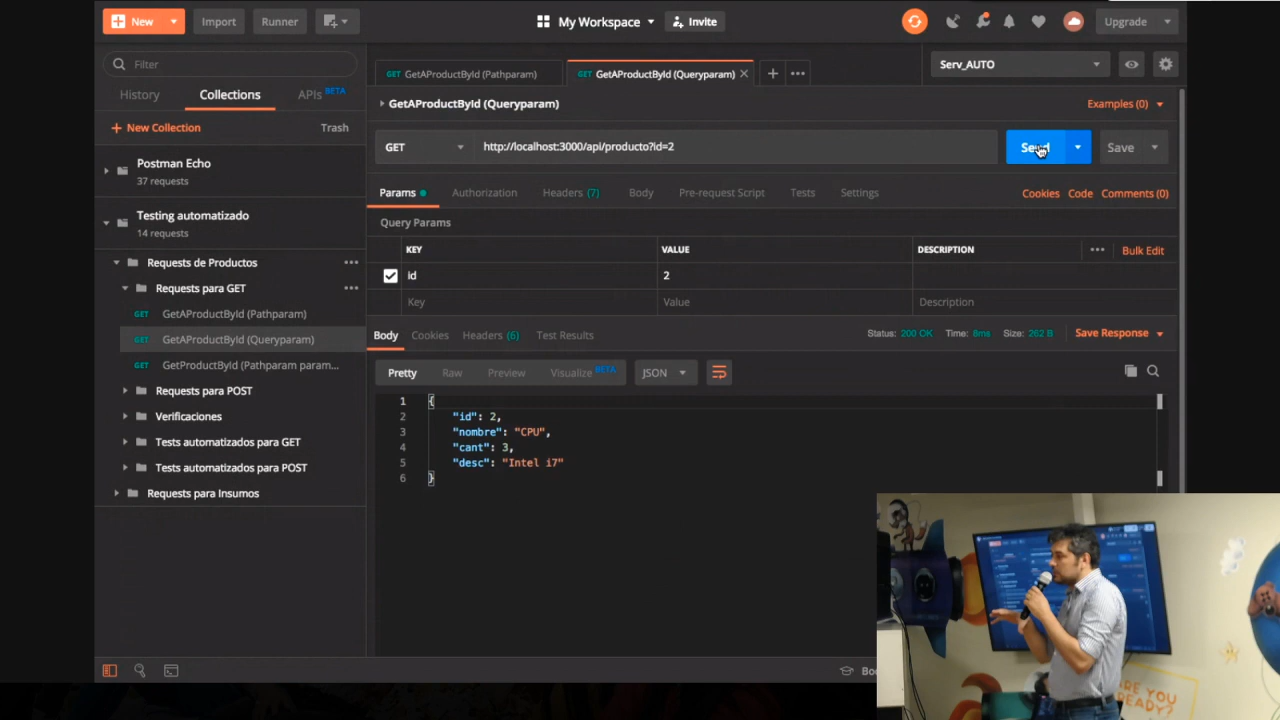 New
Import
Runner
My Workspace
Invite
Upgrade
Filter
History
Collections
APIs BETA
New Collection
Trash
Postman Echo
37 requests
Testing automatizado
14 requests
Requests de Productos
Requests para GET
GET GetAProductById (Pathparam)
GET GetAProductById (Queryparam)
GET GetProductById (Pathparam param...
Requests para POST
Verificaciones
Tests automatizados para GET
Tests automatizados para POST
Requests para Insumos
GET GetAProductById (Pathparam)
GET GetAProductById (Queryparam)
Serv_AUTO
GetAProductById (Queryparam)
Examples (0)
GET
http://localhost:3000/api/producto?id=2
Send
Save
Params
Authorization
Headers (7)
Body
Pre-request Script
Tests
Settings
Cookies
Code
Comments (0)
Query Params
KEY
VALUE
DESCRIPTION
Bulk Edit
id
2
Key
Value
Description
Body
Cookies
Headers (6)
Test Results
Status: 200 OK
Time: 8ms
Size: 262 B
Save Response
Pretty
Raw
Preview
Visualize BETA
JSON
1 {
2 "id": 2,
3 "nombre": "CPU",
4 "cant": 3,
5 "desc": "Intel i7"
6 }
ARE YOU
READY?